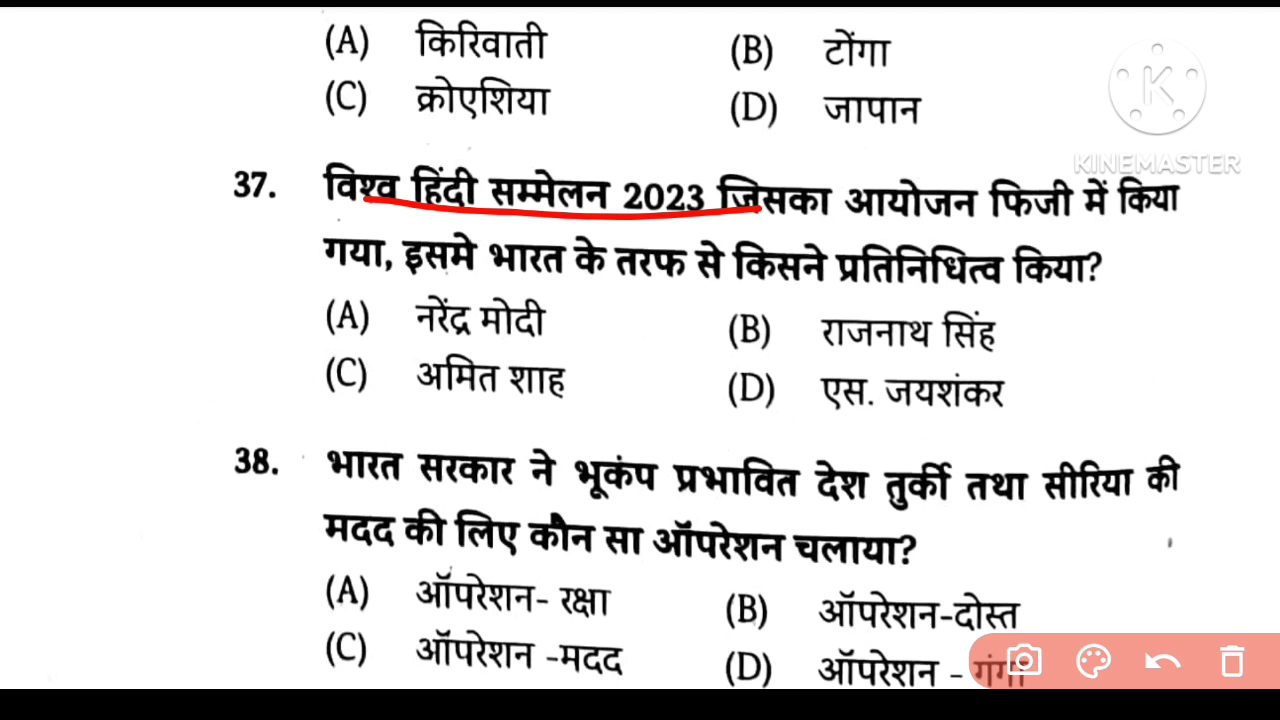 (A) किरिवाती (B) टोंगा
(C) क्रोएशिया (D) जापान
K
KINEMASTER
37. विश्व हिंदी सम्मेलन 2023 जिसका आयोजन फिजी में किया
गया, इसमे भारत के तरफ से किसने प्रतिनिधित्व किया?
(A) नरेंद्र मोदी (B) राजनाथ सिंह
(C) अमित शाह (D) एस. जयशंकर
38. भारत सरकार ने भूकंप प्रभावित देश तुर्की तथा सीरिया की
मदद की लिए कौन सा ऑपरेशन चलाया?
(A) ऑपरेशन- रक्षा (B) ऑपरेशन-दोस्त
(C) ऑपरेशन -मदद (D) ऑपरेशन - गंगा